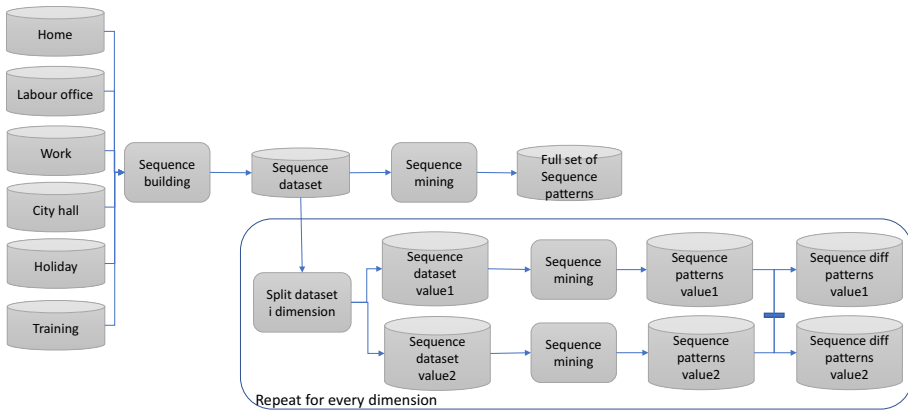 Home
Labour office
Work
City hall
Holiday
Training
Sequence
building
Sequence
dataset
Sequence
mining
Full set of
Sequence
patterns
Split dataset
i dimension
Sequence
dataset
value1
Sequence
mining
Sequence
patterns
value1
Sequence diff
patterns
value1
Sequence
dataset
value2
Sequence
mining
Sequence
patterns
value2
Sequence diff
patterns
value2
Repeat for every dimension